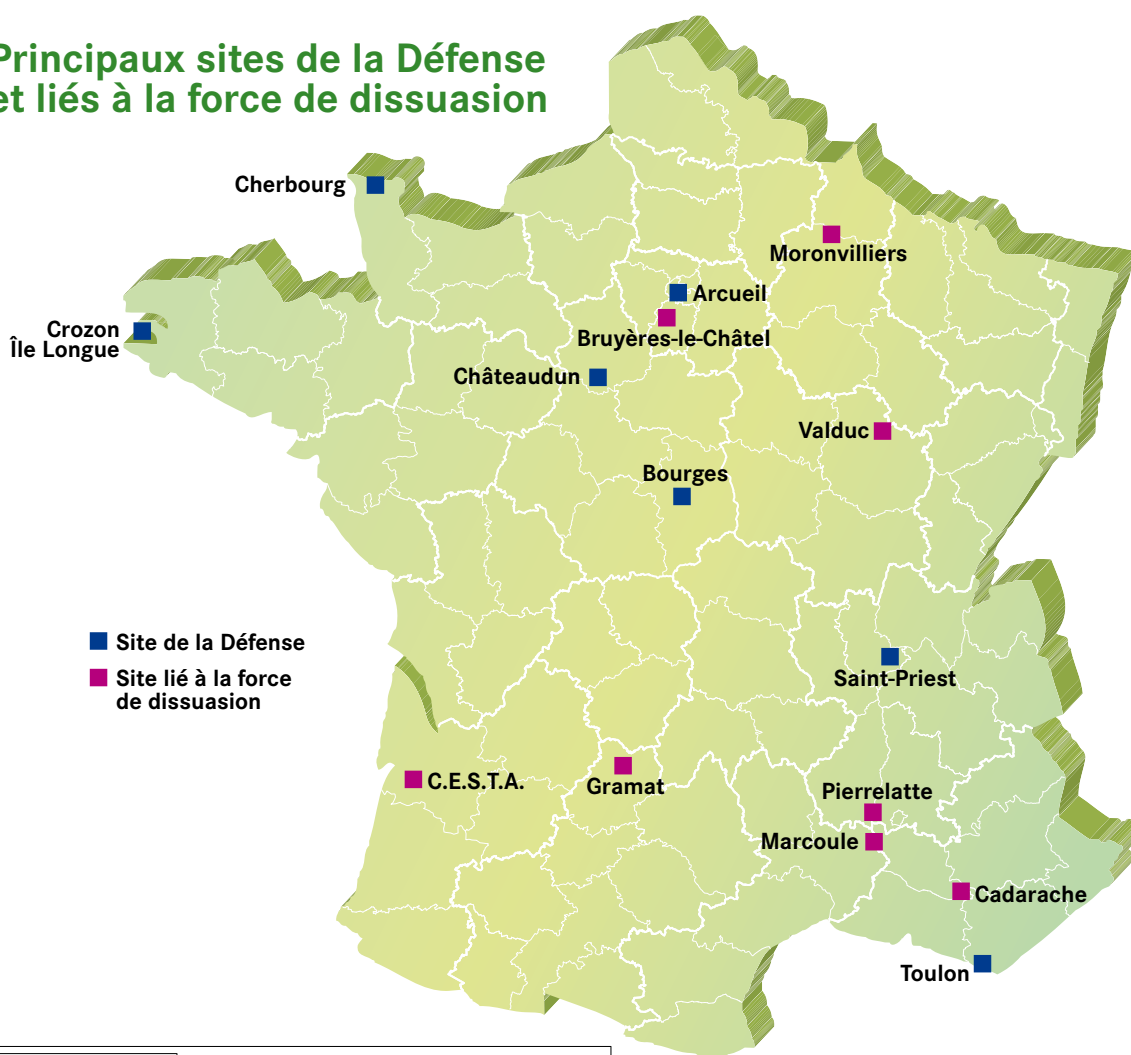 Principaux sites de la Défense
et liés à la force de dissuasion
Cherbourg
Moronvilliers
Arcueil
Crozon
Île Longue
Bruyères-le-Châtel
Châteaudun
Valduc
Bourges
Site de la Défense
Site lié à la force
de dissuasion
Saint-Priest
C.E.S.T.A.
Gramat
Pierrelatte
Marcoule
Cadarache
Toulon